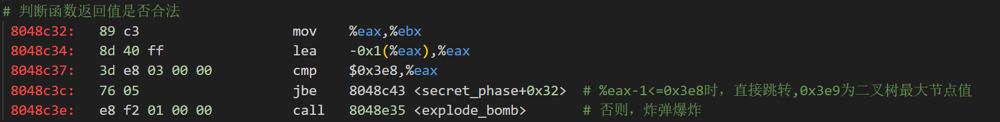 # 判断函数返回值是否合法
8048c32:   89 c3                   mov    %eax,%ebx
8048c34:   8d 40 ff                lea    -0x1(%eax),%eax
8048c37:   3d e8 03 00 00          cmp    $0x3e8,%eax
8048c3c:   76 05                   jbe    8048c43 <secret_phase+0x32>  # %eax-1<=0x3e8时，直接跳转,0x3e9为二叉树最大节点值
8048c3e:   e8 f2 01 00 00          call   8048e35 <explode_bomb>       # 否则，炸弹爆炸